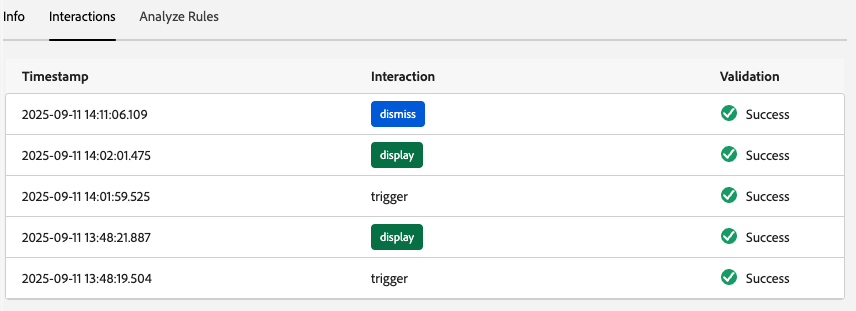 Info Interactions Analyze Rules
Timestamp Interaction Validation
2025-09-11 14:11:06.109 dismiss Success
2025-09-11 14:02:01.475 display Success
2025-09-11 14:01:59.525 trigger Success
2025-09-11 13:48:21.887 display Success
2025-09-11 13:48:19.504 trigger Success